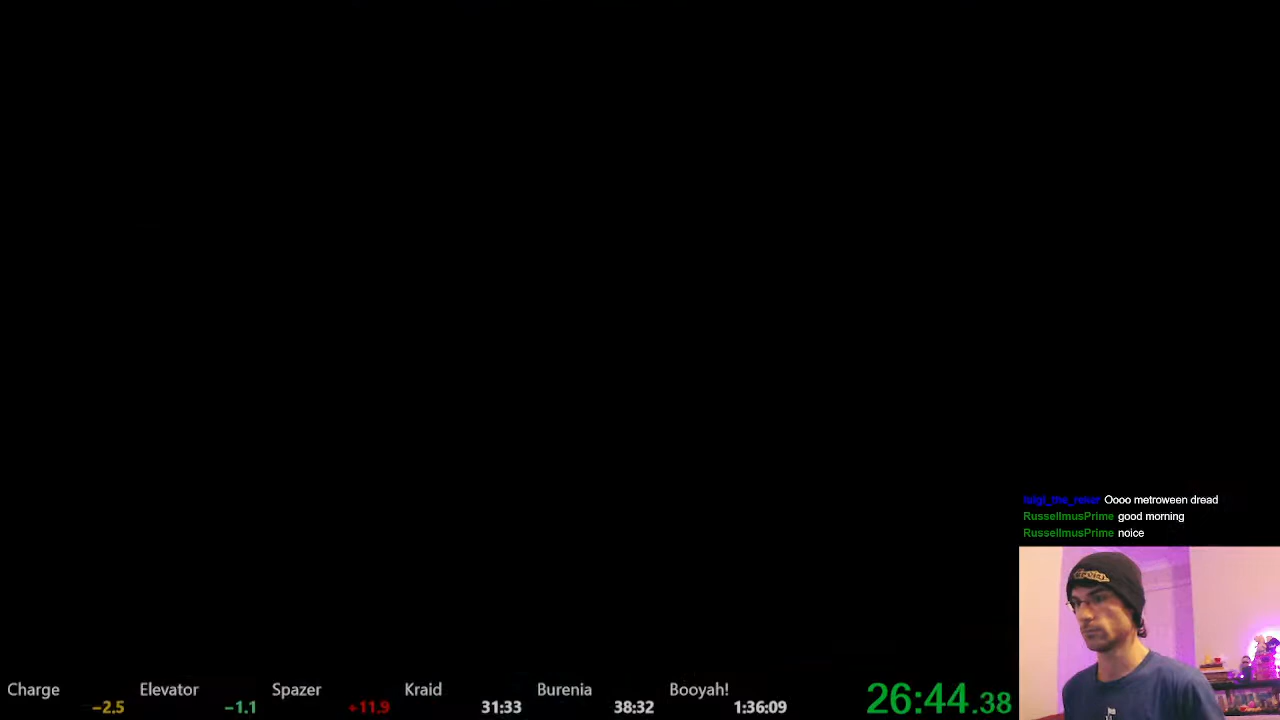 Oooo metroween dread
RussellmusPrime good morning
RussellmusPrime noice
Charge Elevator Spazer Kraid Burenia Booyah!
−2.5 −1.1 +11.9 31:33 38:32 1:36:09
26:44.38